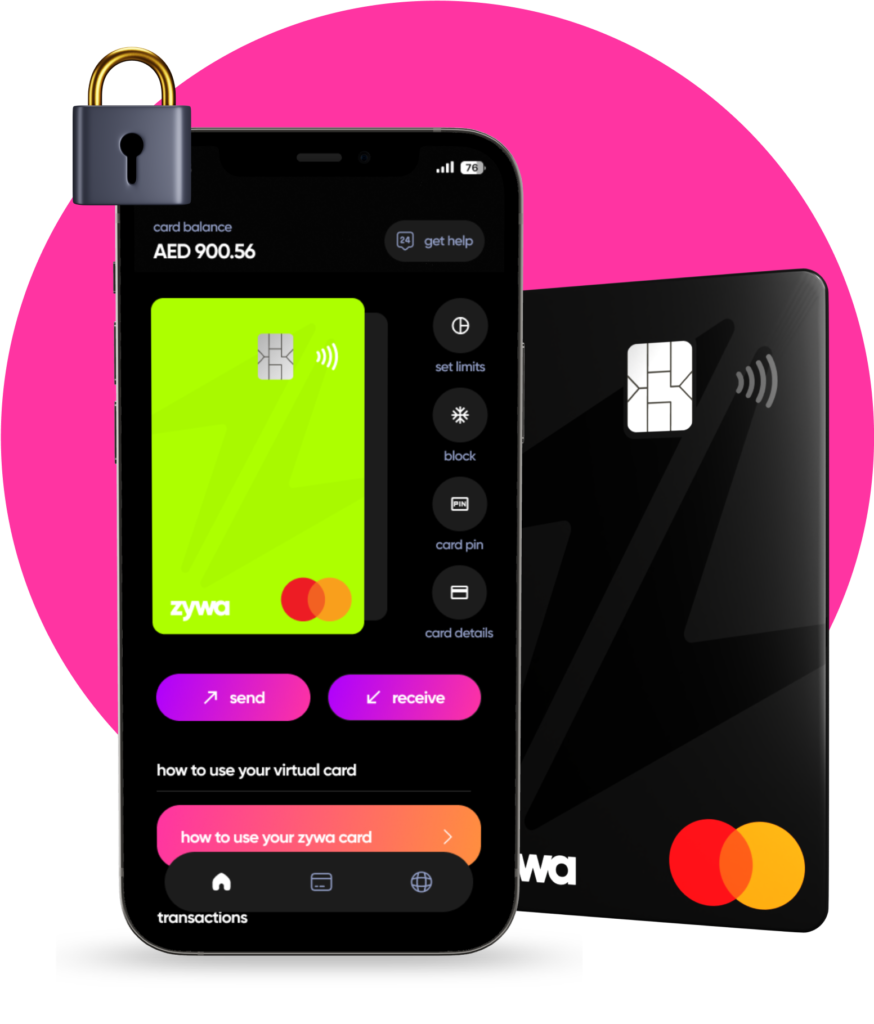 76
card balance
AED 900.56
24
get help
set limits
block
PIN
card pin
zywa
card details
send
receive
how to use your virtual card
how to use your zywa card
wa
transactions